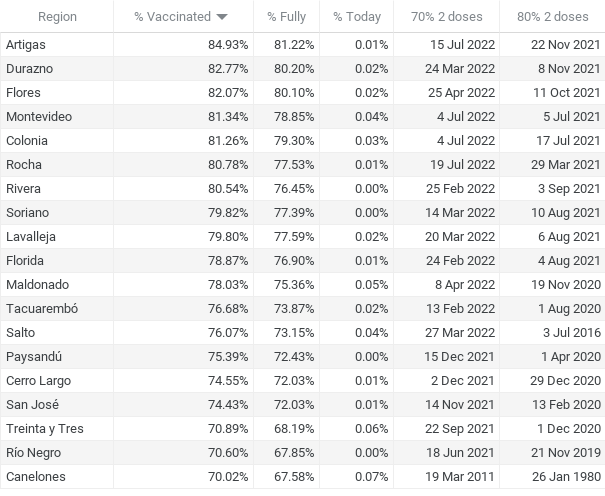 Region % Vaccinated % Fully % Today 70% 2 doses 80% 2 doses
Artigas 84.93% 81.22% 0.01% 15 Jul 2022 22 Nov 2021
Durazno 82.77% 80.20% 0.02% 24 Mar 2022 8 Nov 2021
Flores 82.07% 80.10% 0.02% 25 Apr 2022 11 Oct 2021
Montevideo 81.34% 78.85% 0.04% 4 Jul 2022 5 Jul 2021
Colonia 81.26% 79.30% 0.03% 4 Jul 2022 17 Jul 2021
Rocha 80.78% 77.53% 0.01% 19 Jul 2022 29 Mar 2021
Rivera 80.54% 76.45% 0.00% 25 Feb 2022 3 Sep 2021
Soriano 79.82% 77.39% 0.00% 14 Mar 2022 10 Aug 2021
Lavalleja 79.80% 77.59% 0.02% 20 Mar 2022 6 Aug 2021
Florida 78.87% 76.90% 0.01% 24 Feb 2022 4 Aug 2021
Maldonado 78.03% 75.36% 0.05% 8 Apr 2022 19 Nov 2020
Tacuarembó 76.68% 73.87% 0.02% 13 Feb 2022 1 Aug 2020
Salto 76.07% 73.15% 0.04% 27 Mar 2022 3 Jul 2016
Paysandú 75.39% 72.43% 0.00% 15 Dec 2021 1 Apr 2020
Cerro Largo 74.55% 72.03% 0.01% 2 Dec 2021 29 Dec 2020
San José 74.43% 72.03% 0.01% 14 Nov 2021 13 Feb 2020
Treinta y Tres 70.89% 68.19% 0.06% 22 Sep 2021 1 Dec 2020
Río Negro 70.60% 67.85% 0.00% 18 Jun 2021 21 Nov 2019
Canelones 70.02% 67.58% 0.07% 19 Mar 2011 26 Jan 1980